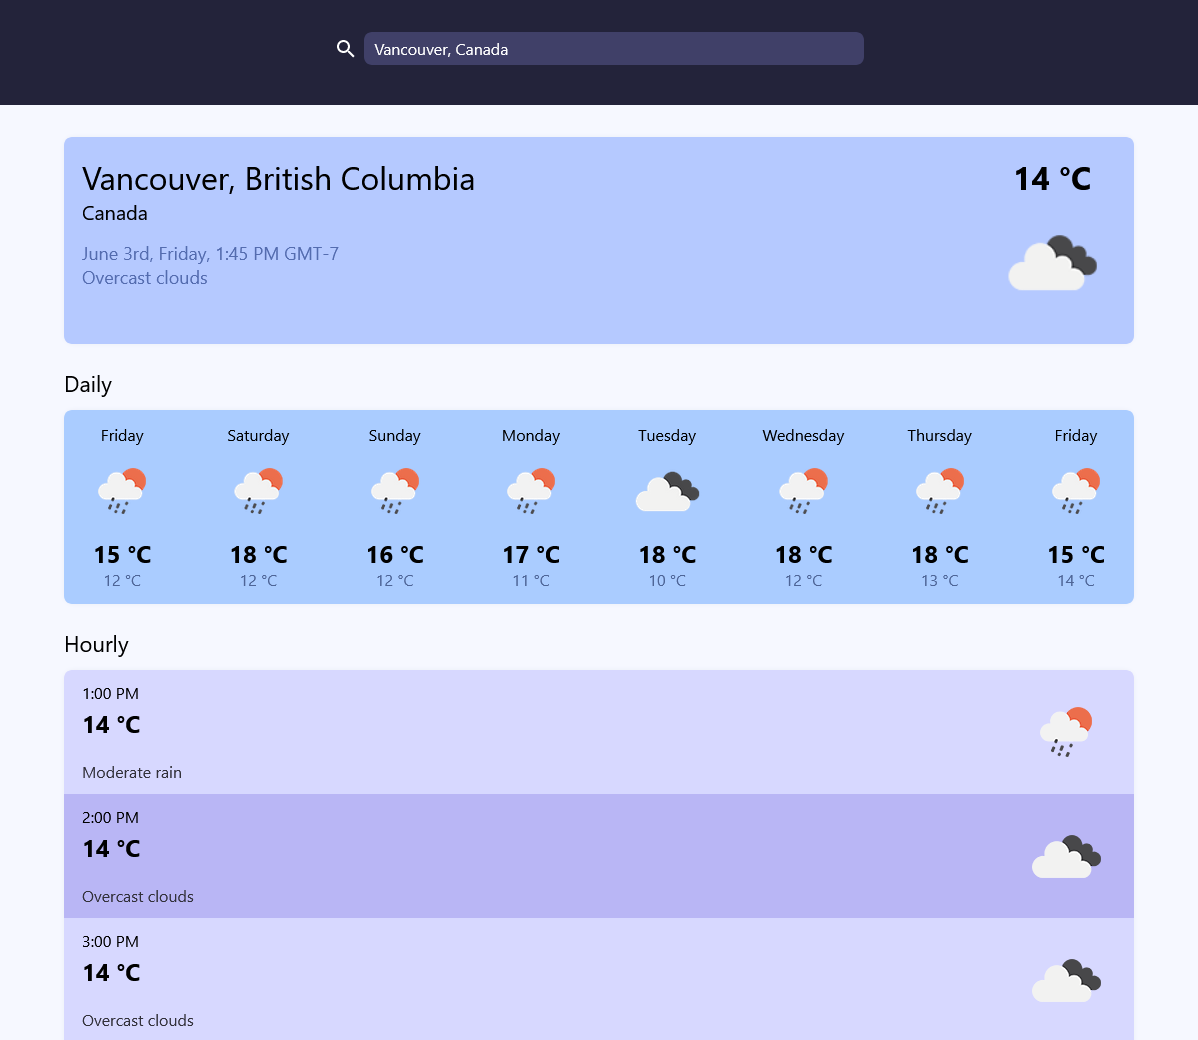 Vancouver, Canada
Vancouver, British Columbia
14 °C
Canada
June 3rd, Friday, 1:45 PM GMT-7
Overcast clouds
Daily
Friday Saturday Sunday Monday Tuesday Wednesday Thursday Friday
15 °C 18 °C 16 °C 17 °C 18 °C 18 °C 18 °C 15 °C
12 °C 12 °C 12 °C 11 °C 10 °C 12 °C 13 °C 14 °C
Hourly
1:00 PM
14 °C
Moderate rain
2:00 PM
14 °C
Overcast clouds
3:00 PM
14 °C
Overcast clouds